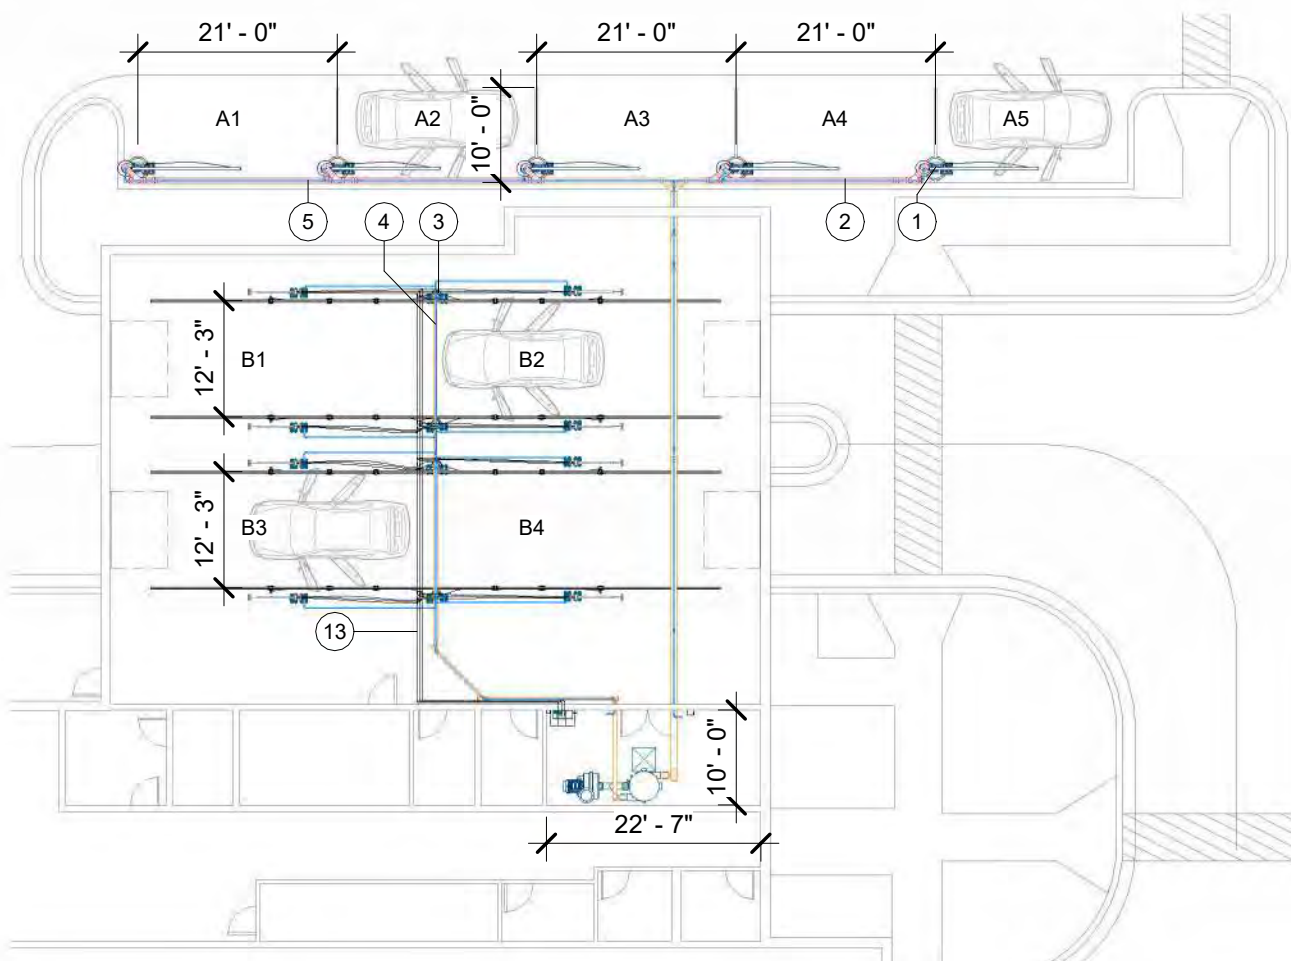 21' - 0"
21' - 0"
21' - 0"
A1
A2
10' - 0"
A3
A4
A5
5
4
3
2
1
12' - 3"
B1
B2
12' - 3"
B3
B4
13
10' - 0"
22' - 7"